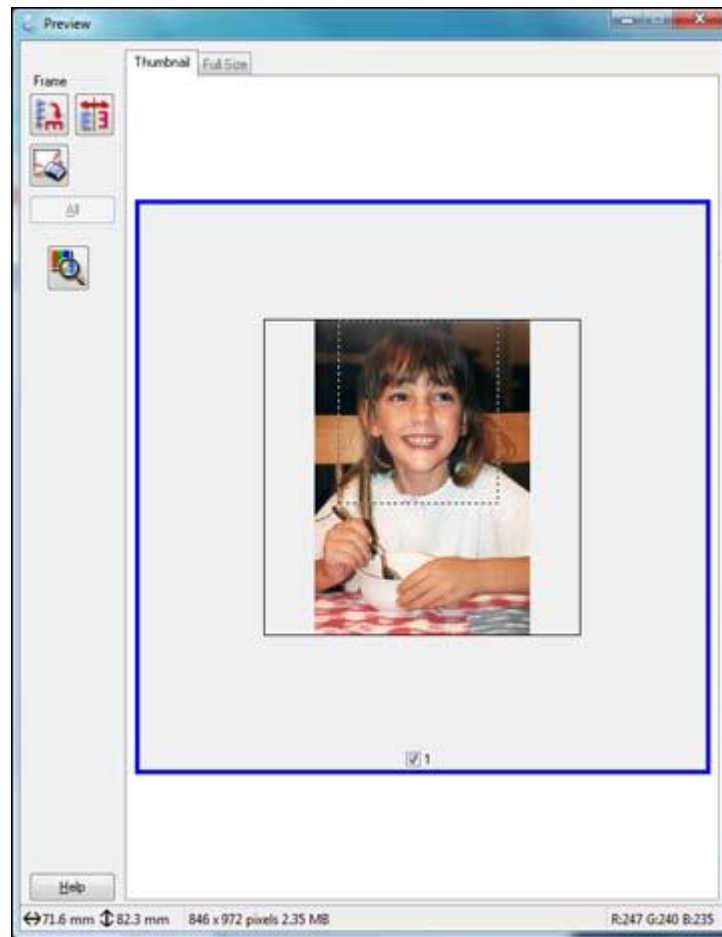 Preview
Thumbnail Full Size
Frame
All
1
Help
71.6 mm 82.3 mm 846 x 972 pixels 2.35 MB R:247 G:240 B:235